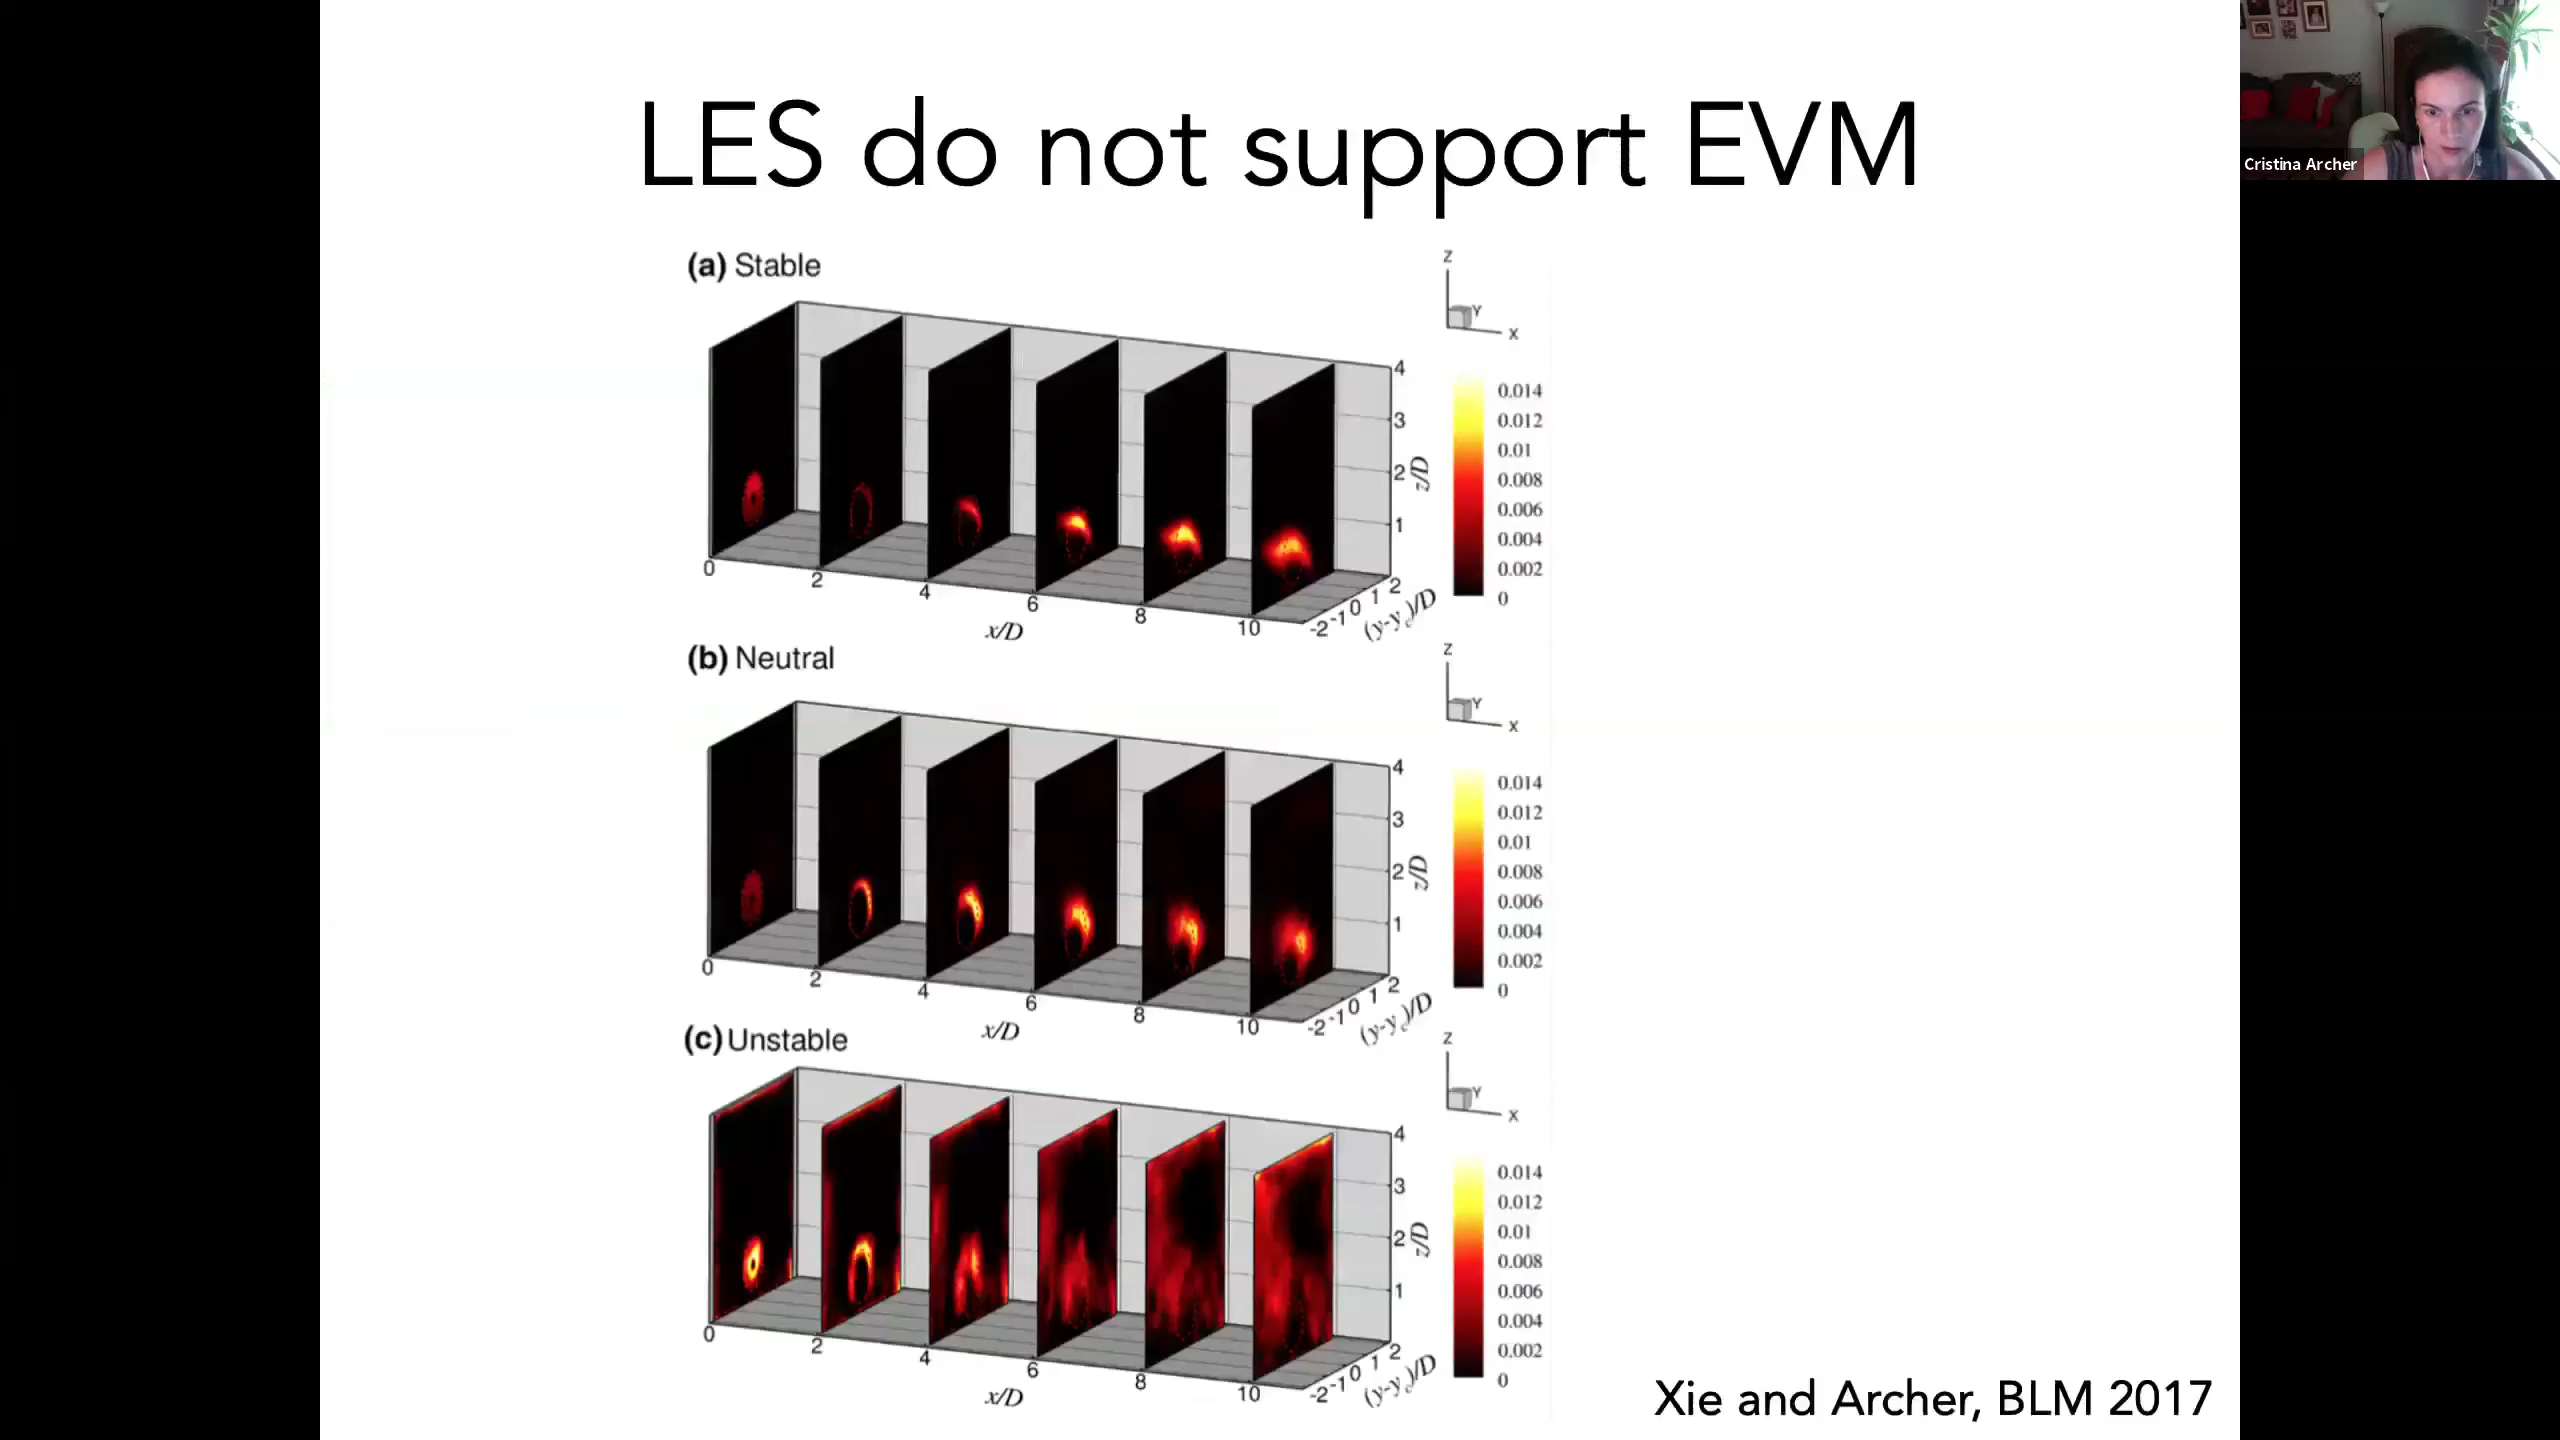 LES do not support EVM
Cristina Archer
(a) Stable
Z
Y
X
4
3
2
1
z/D
0.014
0.012
0.01
0.008
0.006
0.004
0.002
0
0
2
4
6
8
10
x/D
-2 -1 0 1 2
(y-y_c)/D
(b) Neutral
Z
Y
X
4
3
2
1
z/D
0.014
0.012
0.01
0.008
0.006
0.004
0.002
0
0
2
4
6
8
10
x/D
-2 -1 0 1 2
(y-y_c)/D
(c) Unstable
Z
Y
X
4
3
2
1
z/D
0.014
0.012
0.01
0.008
0.006
0.004
0.002
0
0
2
4
6
8
10
x/D
-2 -1 0 1 2
(y-y_c)/D
Xie and Archer, BLM 2017